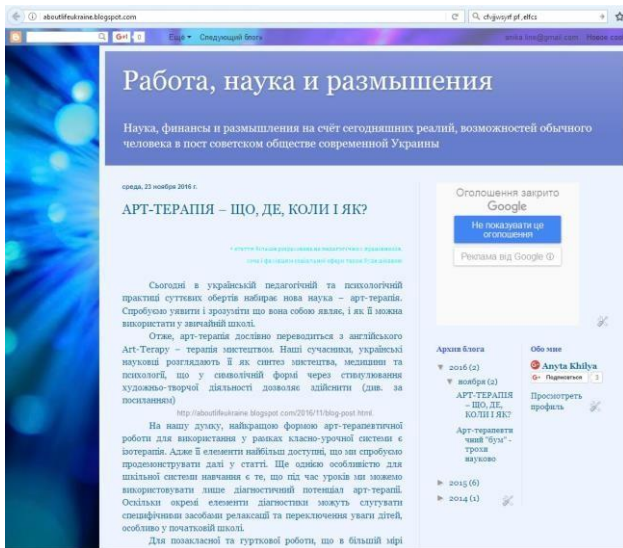 aboutlifeukraine.blogspot.com
G+1 0 Ещё Следующий блог»
Работа, наука и размышения
Наука, финансы и размышления на счёт сегодняшних реалий, возможностей обычного
человека в пост советском обществе современной Украины
среда, 23 ноября 2016 г.
АРТ-ТЕРАПІЯ – ЩО, ДЕ, КОЛИ І ЯК?
Сьогодні в українській педагогічній та психологічній
практиці суттєвих обертів набирає нова наука – арт-терапія.
Спробуємо уявити і зрозуміти що вона собою являє, і як її можна
використати у звичайній школі.
Отже, арт-терапія дослівно переводиться з англійського
Art-Terapy – терапія мистецтвом. Наші сучасники, українські
науковці розглядають її як синтез мистецтва, медицини та
психології, що у символічній формі через стимулювання
художньо-творчої діяльності дозволяє здійснити (див. за
посиланням)
http://aboutlifeukraine.blogspot.com/2016/11/blog-post.html.
На нашу думку, найкращою формою арт-терапевтичної
роботи для використання у рамках класно-урочної системи є
ізотерапія. Адже її елементи найбільш доступні, що ми спробуємо
продемонструвати далі у статті. Ще однією особливістю для
шкільної системи навчання є те, що під час уроків ми можемо
використовувати лише діагностичний потенціал арт-терапії.
Оскільки окремі елементи діагностики можуть слугувати
специфічними засобами релаксації та переключення уваги дітей,
особливо у початковій школі.
Для позакласної та гурткової роботи, що в більшій мірі
Оголошення закрито
Google
Не показувати це
оголошення
Реклама від Google
Архив блога
▼ 2016 (2)
▼ ноября (2)
АРТ-ТЕРАПІЯ
– ЩО, ДЕ,
КОЛИ І ЯК?
Арт-терапевти
чний "бум" -
трохи
науково
► 2015 (6)
► 2014 (1)
Обо мне
Anyta Khilya
G+ Подписаться 3
Просмотреть
профиль